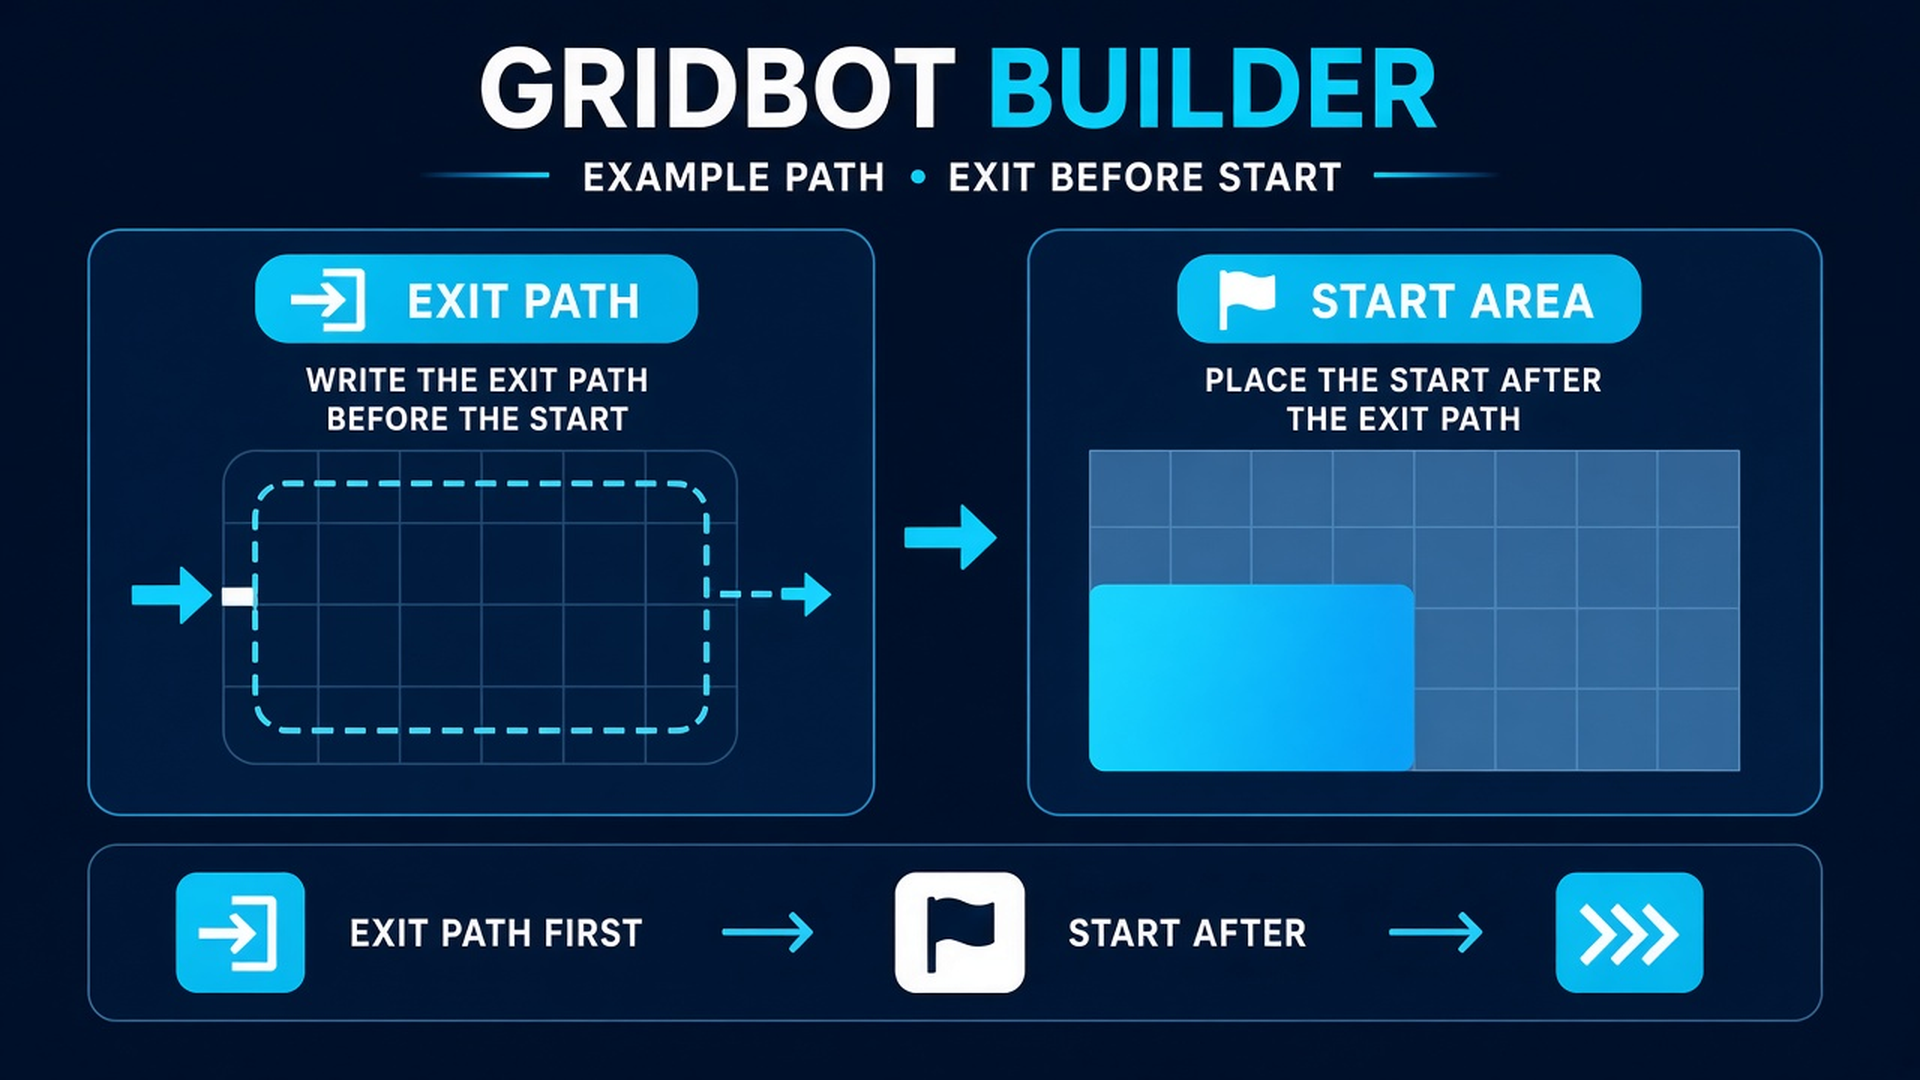 GRIDBOT BUILDER
EXAMPLE PATH • EXIT BEFORE START
EXIT PATH
WRITE THE EXIT PATH
BEFORE THE START
START AREA
PLACE THE START AFTER
THE EXIT PATH
EXIT PATH FIRST
START AFTER